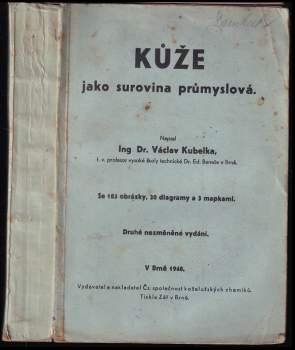 KŮŽE
jako surovina průmyslová.
Napsal
Ing Dr. Václav Kubelka,
ř. v. profesor vysoké školy technické Dr. Ed. Beneše v Brně.
Se 183 obrázky, 20 diagramy a 3 mapkami.
Druhé nezměněné vydání.
V Brně 1940,
Vydavatel a nakladatel Čs. společnost koželužských chemiků.
Tiskla Zář v Brně.